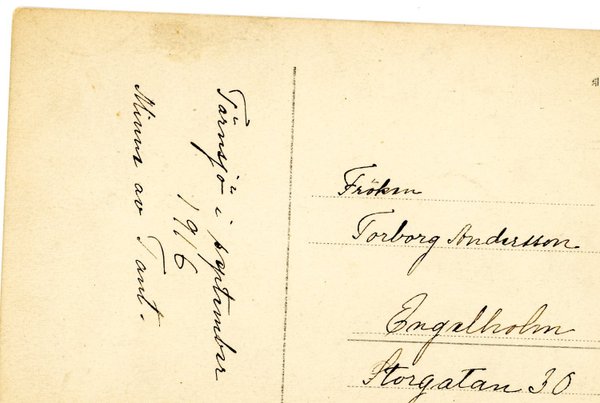 Tärnsjö i september
1916
Minne av Tant.
Fröken
Torborg Andersson
Engelholm
Storgatan 30